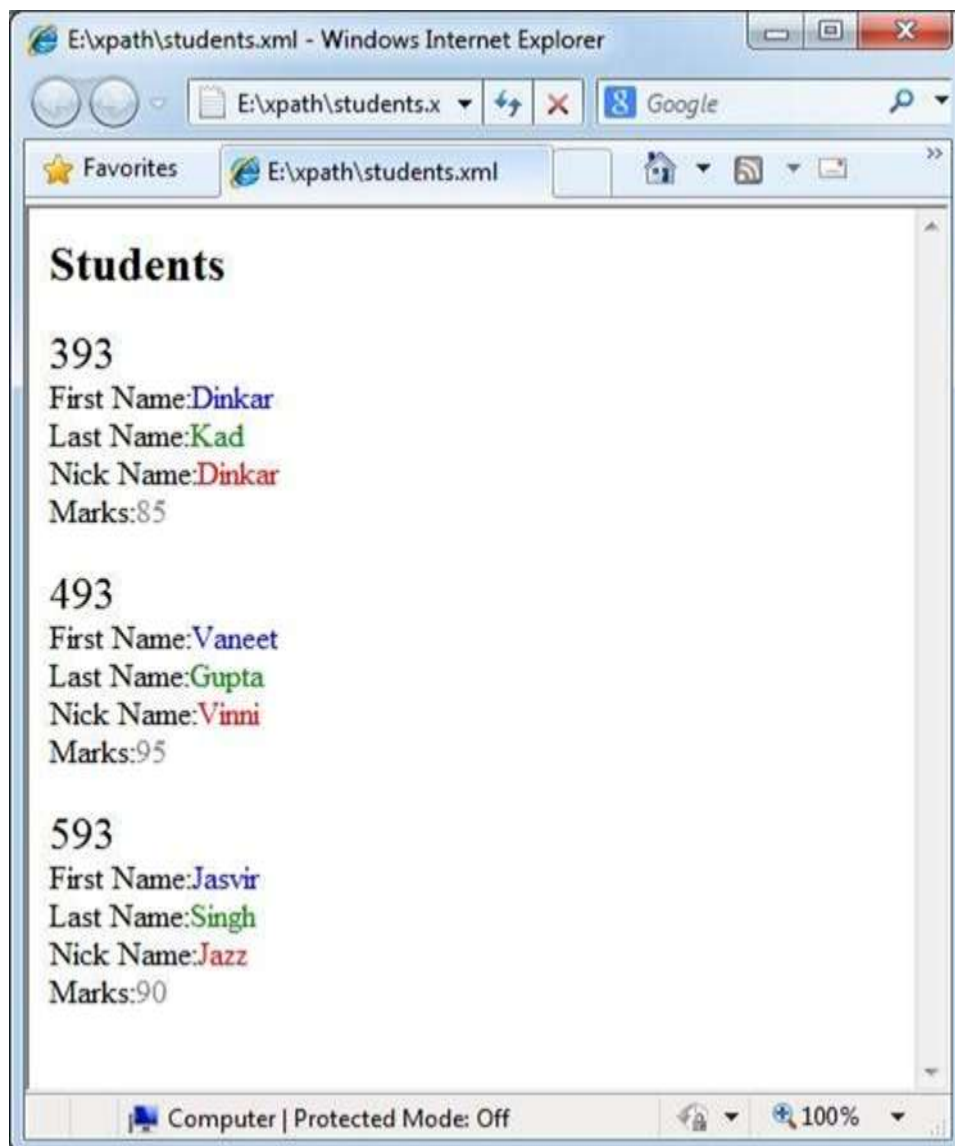 E:\xpath\students.xml - Windows Internet Explorer
E:\xpath\students.x
Google
Favorites
E:\xpath\students.xml
Students
393
First Name:Dinkar
Last Name:Kad
Nick Name:Dinkar
Marks:85
493
First Name:Vaneet
Last Name:Gupta
Nick Name:Vinni
Marks:95
593
First Name:Jasvir
Last Name:Singh
Nick Name:Jazz
Marks:90
Computer | Protected Mode: Off
100%